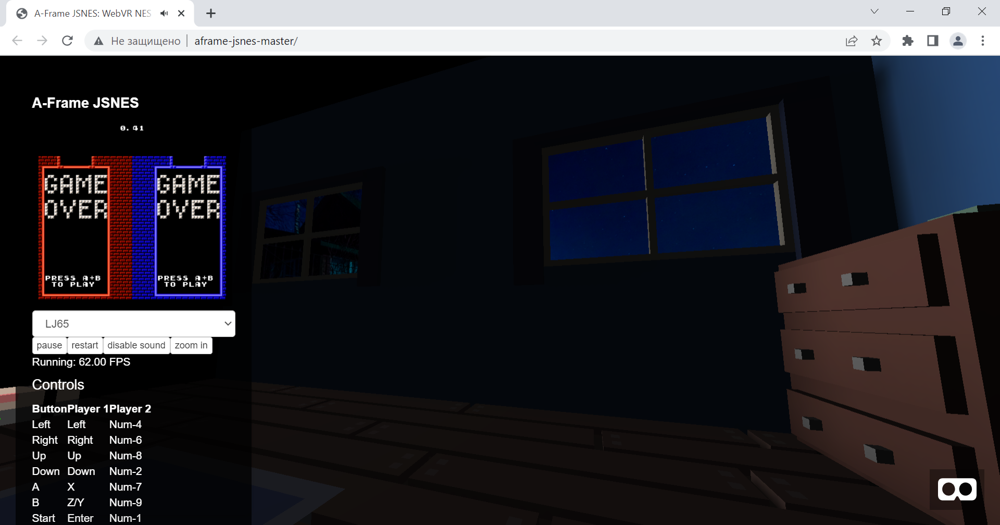 A-Frame JSNES: WebVR NES
Не защищено
aframe-jsnes-master/
A-Frame JSNES
0.41
GAME OVER
GAME OVER
PRESS A+B
TO PLAY
PRESS A+B
TO PLAY
LJ65
pause restart disable sound zoom in
Running: 62.00 FPS
Controls
Button Player 1 Player 2
Left Left Num-4
Right Right Num-6
Up Up Num-8
Down Down Num-2
A X Num-7
B Z/Y Num-9
Start Enter Num-1